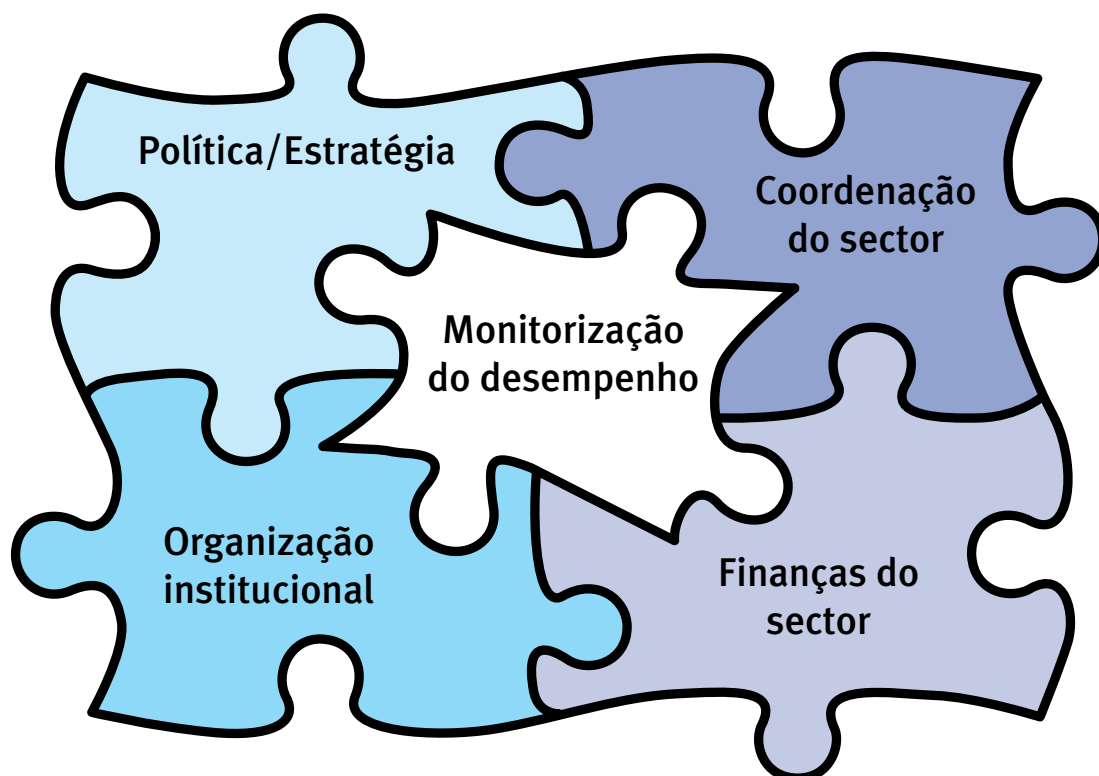 Política/Estratégia
Coordenação
do sector
Monitorização
do desempenho
Organização
institucional
Finanças do
sector